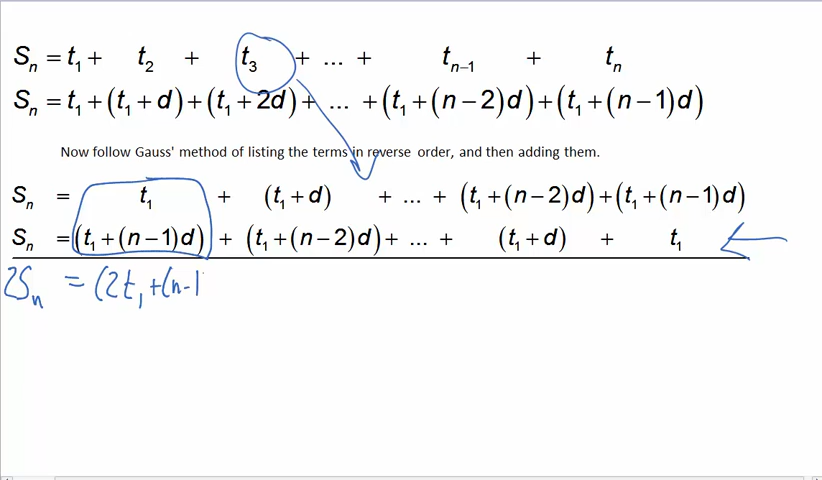 Sₙ = t₁ + t₂ + t₃ + ... + tₙ₋₁ + tₙ
Sₙ = t₁ + (t₁ + d) + (t₁ + 2d) + ... + (t₁ + (n − 2)d) + (t₁ + (n − 1)d)
Now follow Gauss' method of listing the terms in reverse order, and then adding them.
Sₙ = t₁ + (t₁ + d) + ... + (t₁ + (n − 2)d) + (t₁ + (n − 1)d)
Sₙ = (t₁ + (n − 1)d) + (t₁ + (n − 2)d) + ... + (t₁ + d) + t₁
2Sₙ = (2t₁ + (n-1